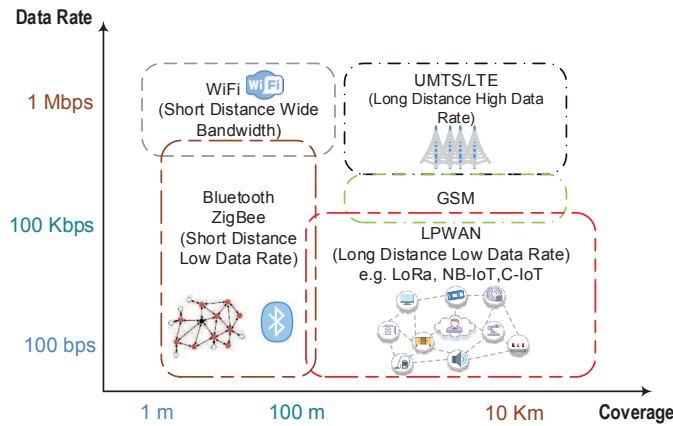 Data Rate
WiFi WiFi
(Short Distance Wide
Bandwidth)
UMTS/LTE
(Long Distance High Data
Rate)
1 Mbps
Bluetooth
ZigBee
(Short Distance
Low Data Rate)
GSM
100 Kbps
LPWAN
(Long Distance Low Data Rate)
e.g. LoRa, NB-IoT,C-IoT
100 bps
1 m
100 m
10 Km
Coverage